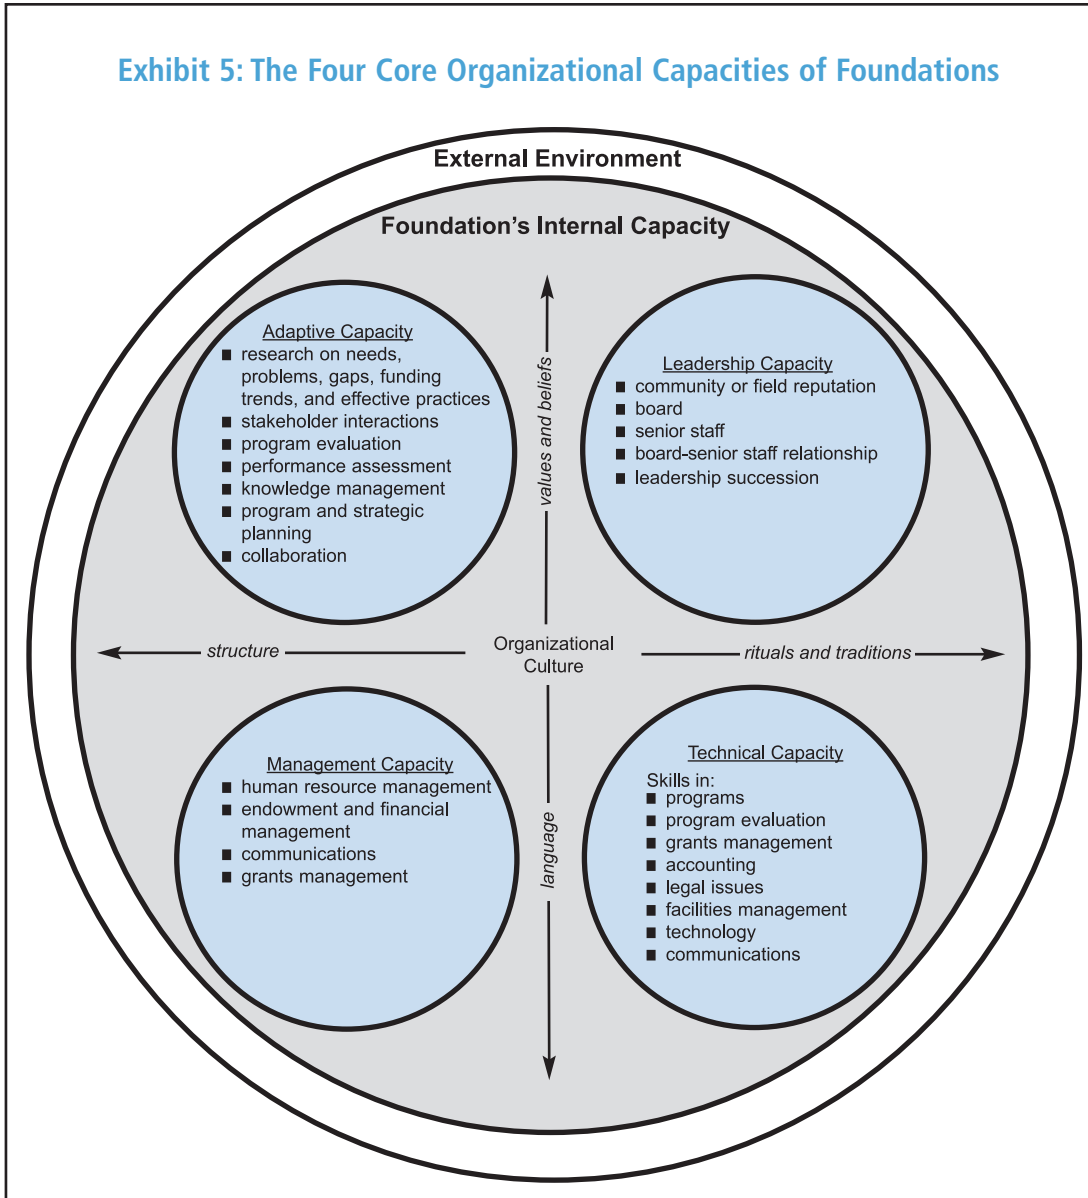 Exhibit 5: The Four Core Organizational Capacities of Foundations
External Environment
Foundation's Internal Capacity
Adaptive Capacity
■ research on needs,
problems, gaps, funding
trends, and effective practices
■ stakeholder interactions
■ program evaluation
■ performance assessment
■ knowledge management
■ program and strategic
planning
■ collaboration
values and beliefs
Leadership Capacity
■ community or field reputation
■ board
■ senior staff
■ board-senior staff relationship
■ leadership succession
structure
Organizational
Culture
rituals and traditions
Management Capacity
■ human resource management
■ endowment and financial
management
■ communications
■ grants management
language
Technical Capacity
Skills in:
■ programs
■ program evaluation
■ grants management
■ accounting
■ legal issues
■ facilities management
■ technology
■ communications